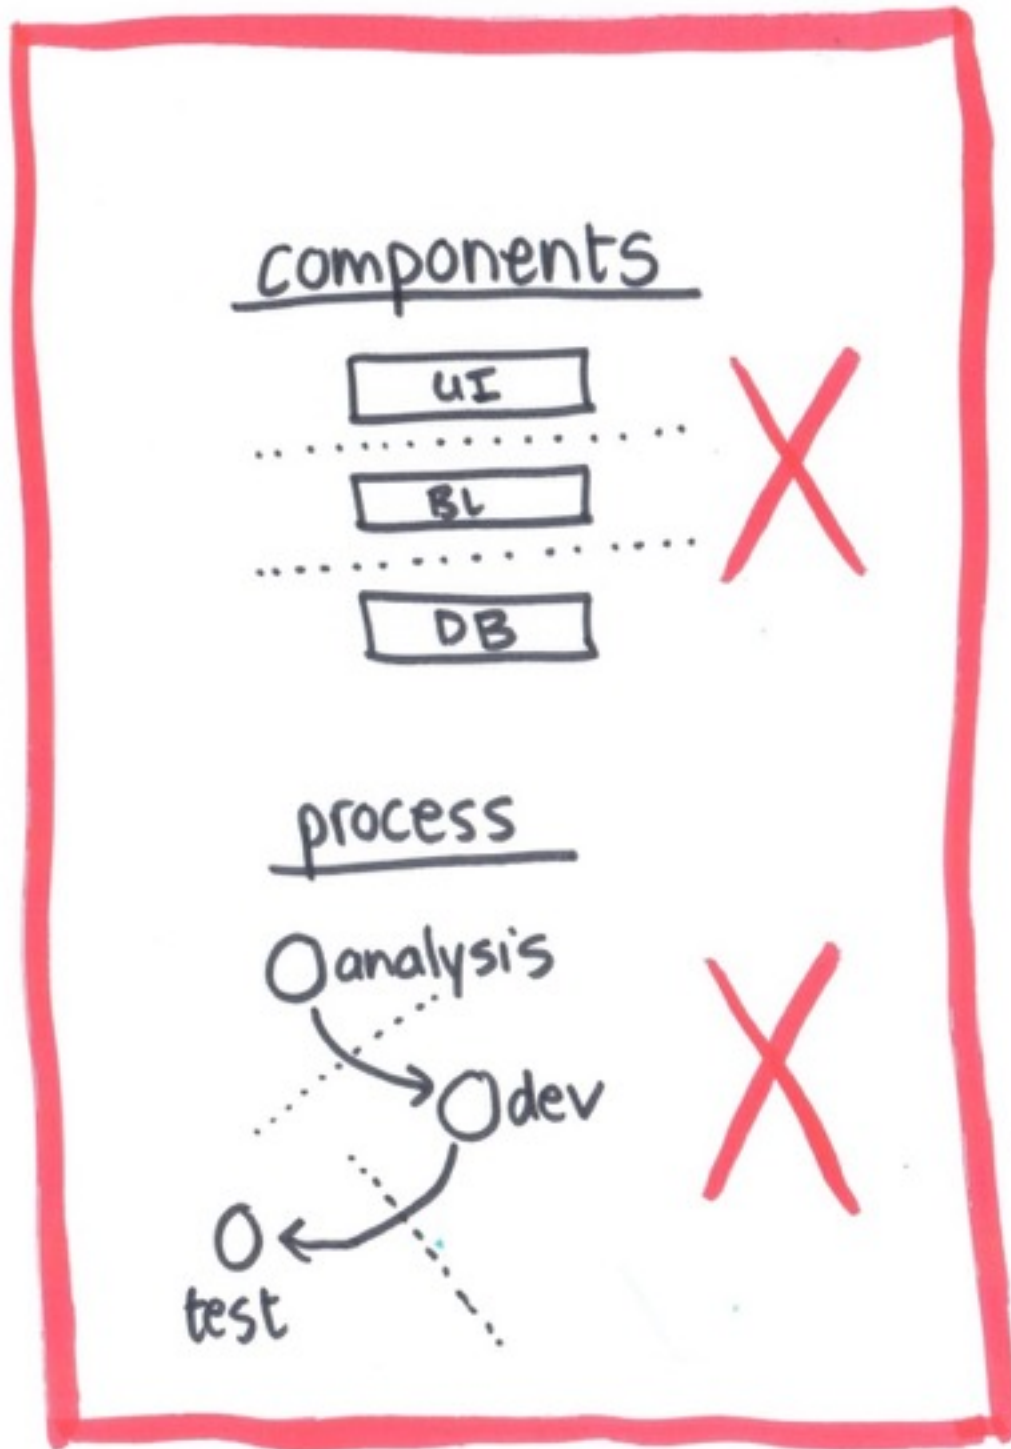 components
UI
BL
DB
process
analysis
dev
test